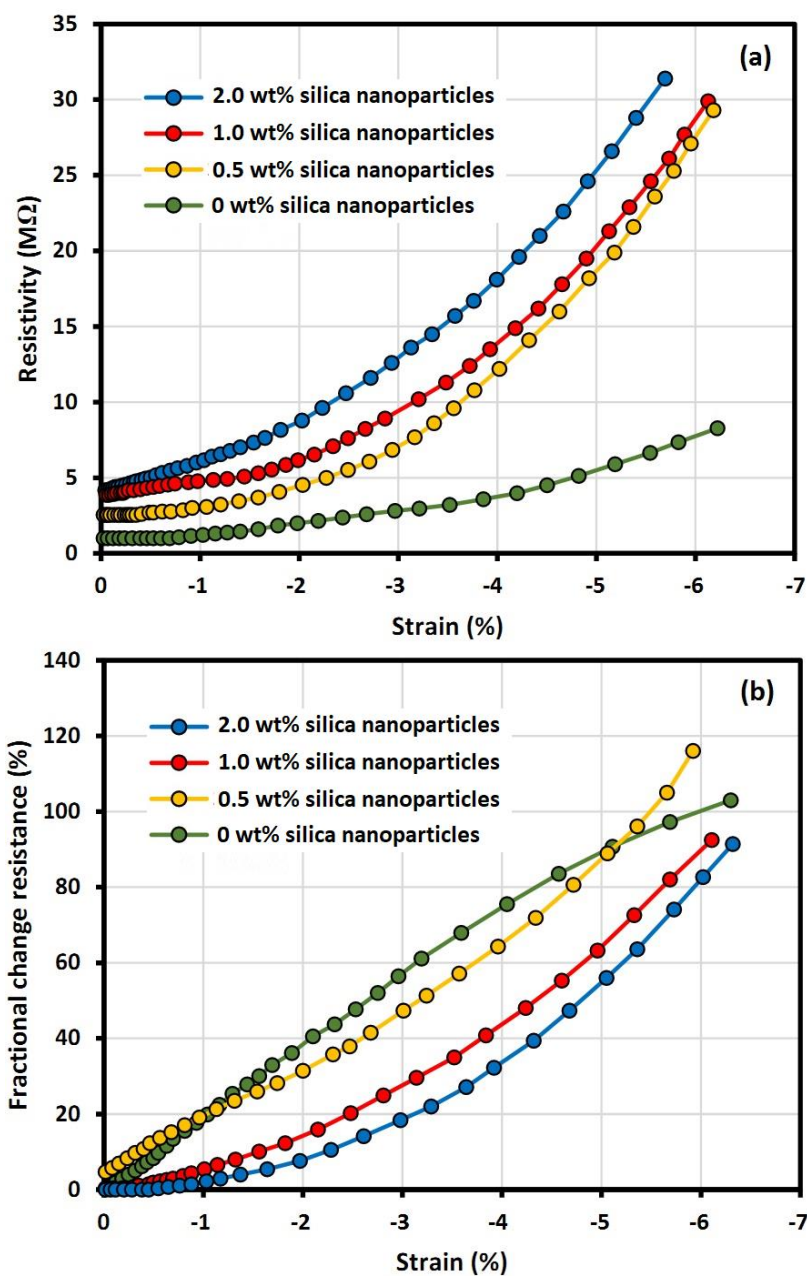 (a)
2.0 wt% silica nanoparticles
1.0 wt% silica nanoparticles
0.5 wt% silica nanoparticles
0 wt% silica nanoparticles
Resistivity (MΩ)
35
30
25
20
15
10
5
0
0 -1 -2 -3 -4 -5 -6 -7
Strain (%)
(b)
2.0 wt% silica nanoparticles
1.0 wt% silica nanoparticles
0.5 wt% silica nanoparticles
0 wt% silica nanoparticles
Fractional change resistance (%)
140
120
100
80
60
40
20
0
0 -1 -2 -3 -4 -5 -6 -7
Strain (%)